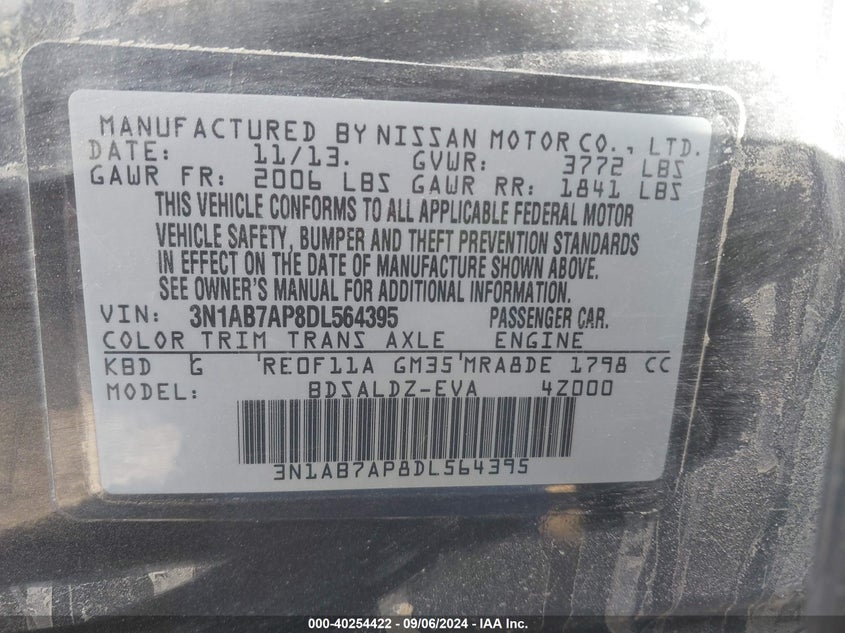 MANUFACTURED BY NISSAN MOTOR CO., LTD.
DATE: 11/13. GVWR: 3772 LBS
GAWR FR: 2006 LBS GAWR RR: 1841 LBS
THIS VEHICLE CONFORMS TO ALL APPLICABLE FEDERAL MOTOR
VEHICLE SAFETY, BUMPER AND THEFT PREVENTION STANDARDS
IN EFFECT ON THE DATE OF MANUFACTURE SHOWN ABOVE.
SEE OWNER'S MANUAL FOR ADDITIONAL INFORMATION.
VIN: 3N1AB7AP8DL564395 PASSENGER CAR.
COLOR TRIM TRANS AXLE ENGINE
KBD G RE0F11A GM35 MRA8DE 1798 CC
MODEL: BDSALDZ-EVA 4Z000
3N1AB7AP8DL564395
000-40254422 - 09/06/2024 - IAA Inc.